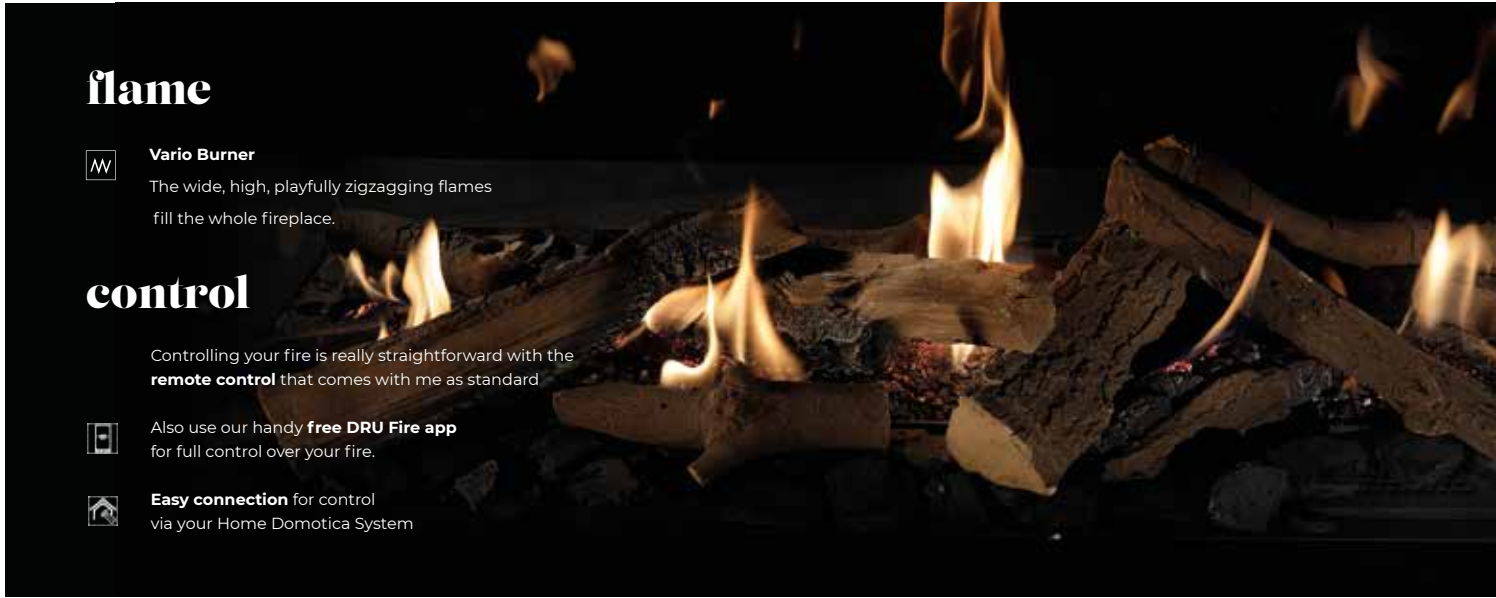 flame
Vario Burner
The wide, high, playfully zigzagging flames
fill the whole fireplace.
control
Controlling your fire is really straightforward with the
remote control that comes with me as standard
Also use our handy free DRU Fire app
for full control over your fire.
Easy connection for control
via your Home Domotica System